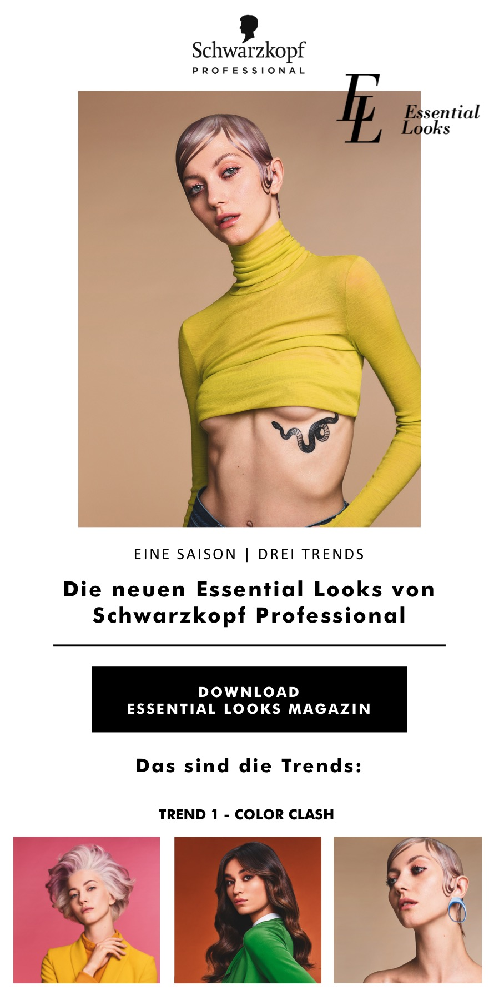 Schwarzkopf
PROFESSIONAL
EL
Essential
Looks
EINE SAISON | DREI TRENDS
Die neuen Essential Looks von
Schwarzkopf Professional
DOWNLOAD
ESSENTIAL LOOKS MAGAZIN
Das sind die Trends:
TREND 1 - COLOR CLASH